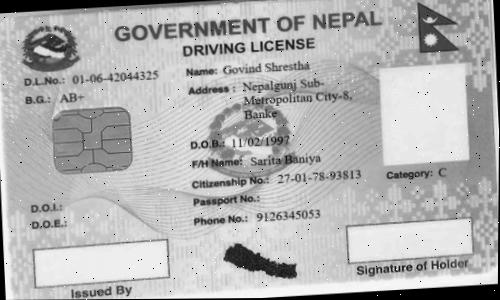 GOVERNMENT OF NEPAL
DRIVING LICENSE
D.L.No.: 01-06-42044325
B.G.: AB+
Name: Govind Shrestha
Address : Nepalgunj Sub-
Metropolitan City-8,
Banke
D.O.B.: 11/02/1997
F/H Name: Sarita Baniya
Citizenship No.: 27-01-78-93813
Passport No.:
Phone No.: 9126345053
Category: C
D.O.I.:
D.O.E.:
Issued By
Signature of Holder